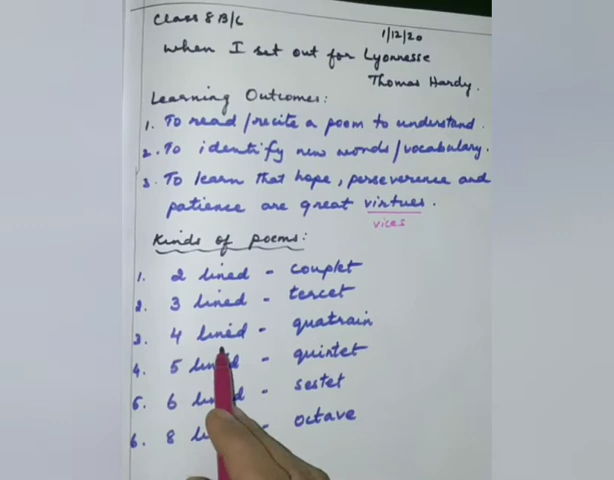 Class 8 B/C
1/12/20
When I set out for Lyonnesse
Thomas Hardy.
Learning Outcomes:
1. To read/recite a poem to understand.
2. To identify new words/vocabulary.
3. To learn that hope, perseverence and
patience are great virtues.
vices
Kinds of poems:
1. 2 lined - couplet
2. 3 lined - tercet
3. 4 lined - quatrain
4. 5 lined - quintet
5. 6 lined - sestet
6. 8 - octave